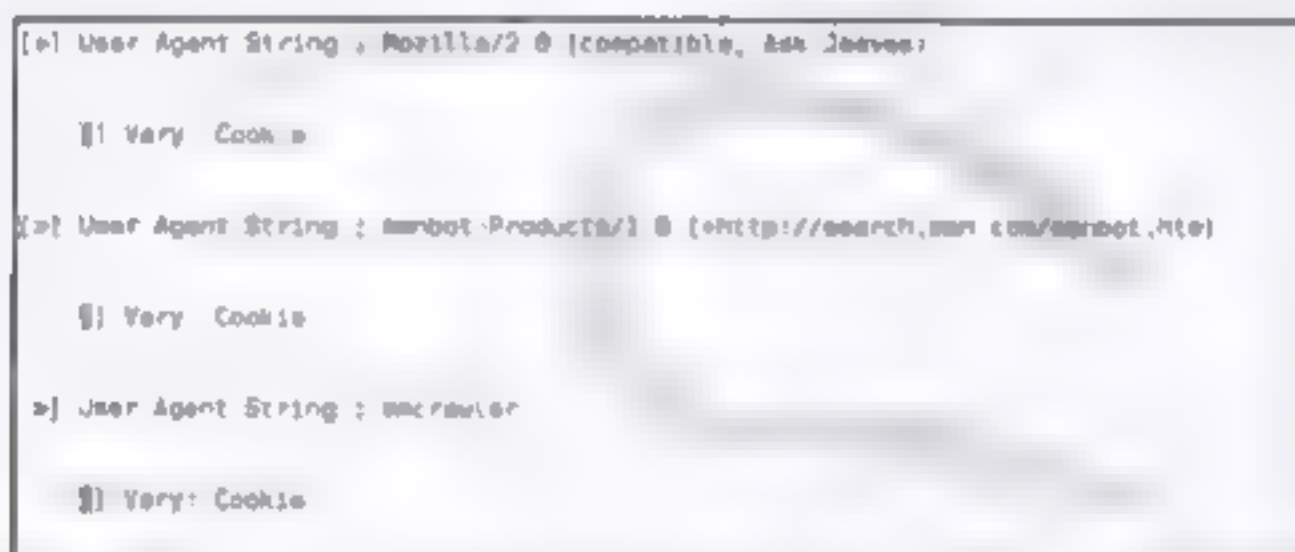 [>] User Agent String : Mozilla/2.0 (compatible; Ask Jeeves)
Vary: Cookie
[>] User Agent String : msnbot-Products/1.0 (+http://search.msn.com/msnbot.htm)
Vary: Cookie
[>] User Agent String :
Vary: Cookie